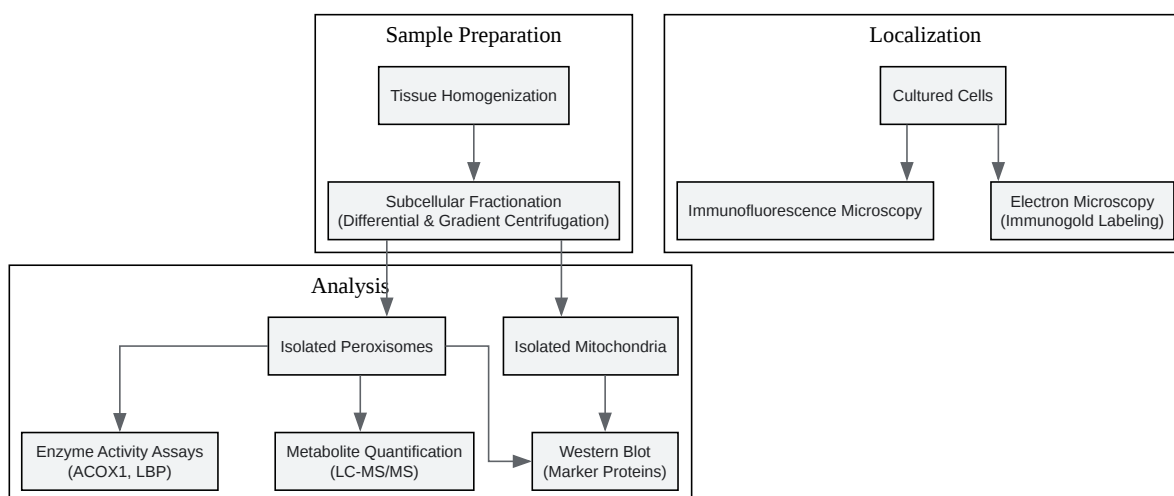 Sample Preparation
Tissue Homogenization
Subcellular Fractionation
(Differential & Gradient Centrifugation)
Localization
Cultured Cells
Immunofluorescence Microscopy
Electron Microscopy
(Immunogold Labeling)
Analysis
Isolated Peroxisomes
Isolated Mitochondria
Enzyme Activity Assays
(ACOX1, LBP)
Metabolite Quantification
(LC-MS/MS)
Western Blot
(Marker Proteins)